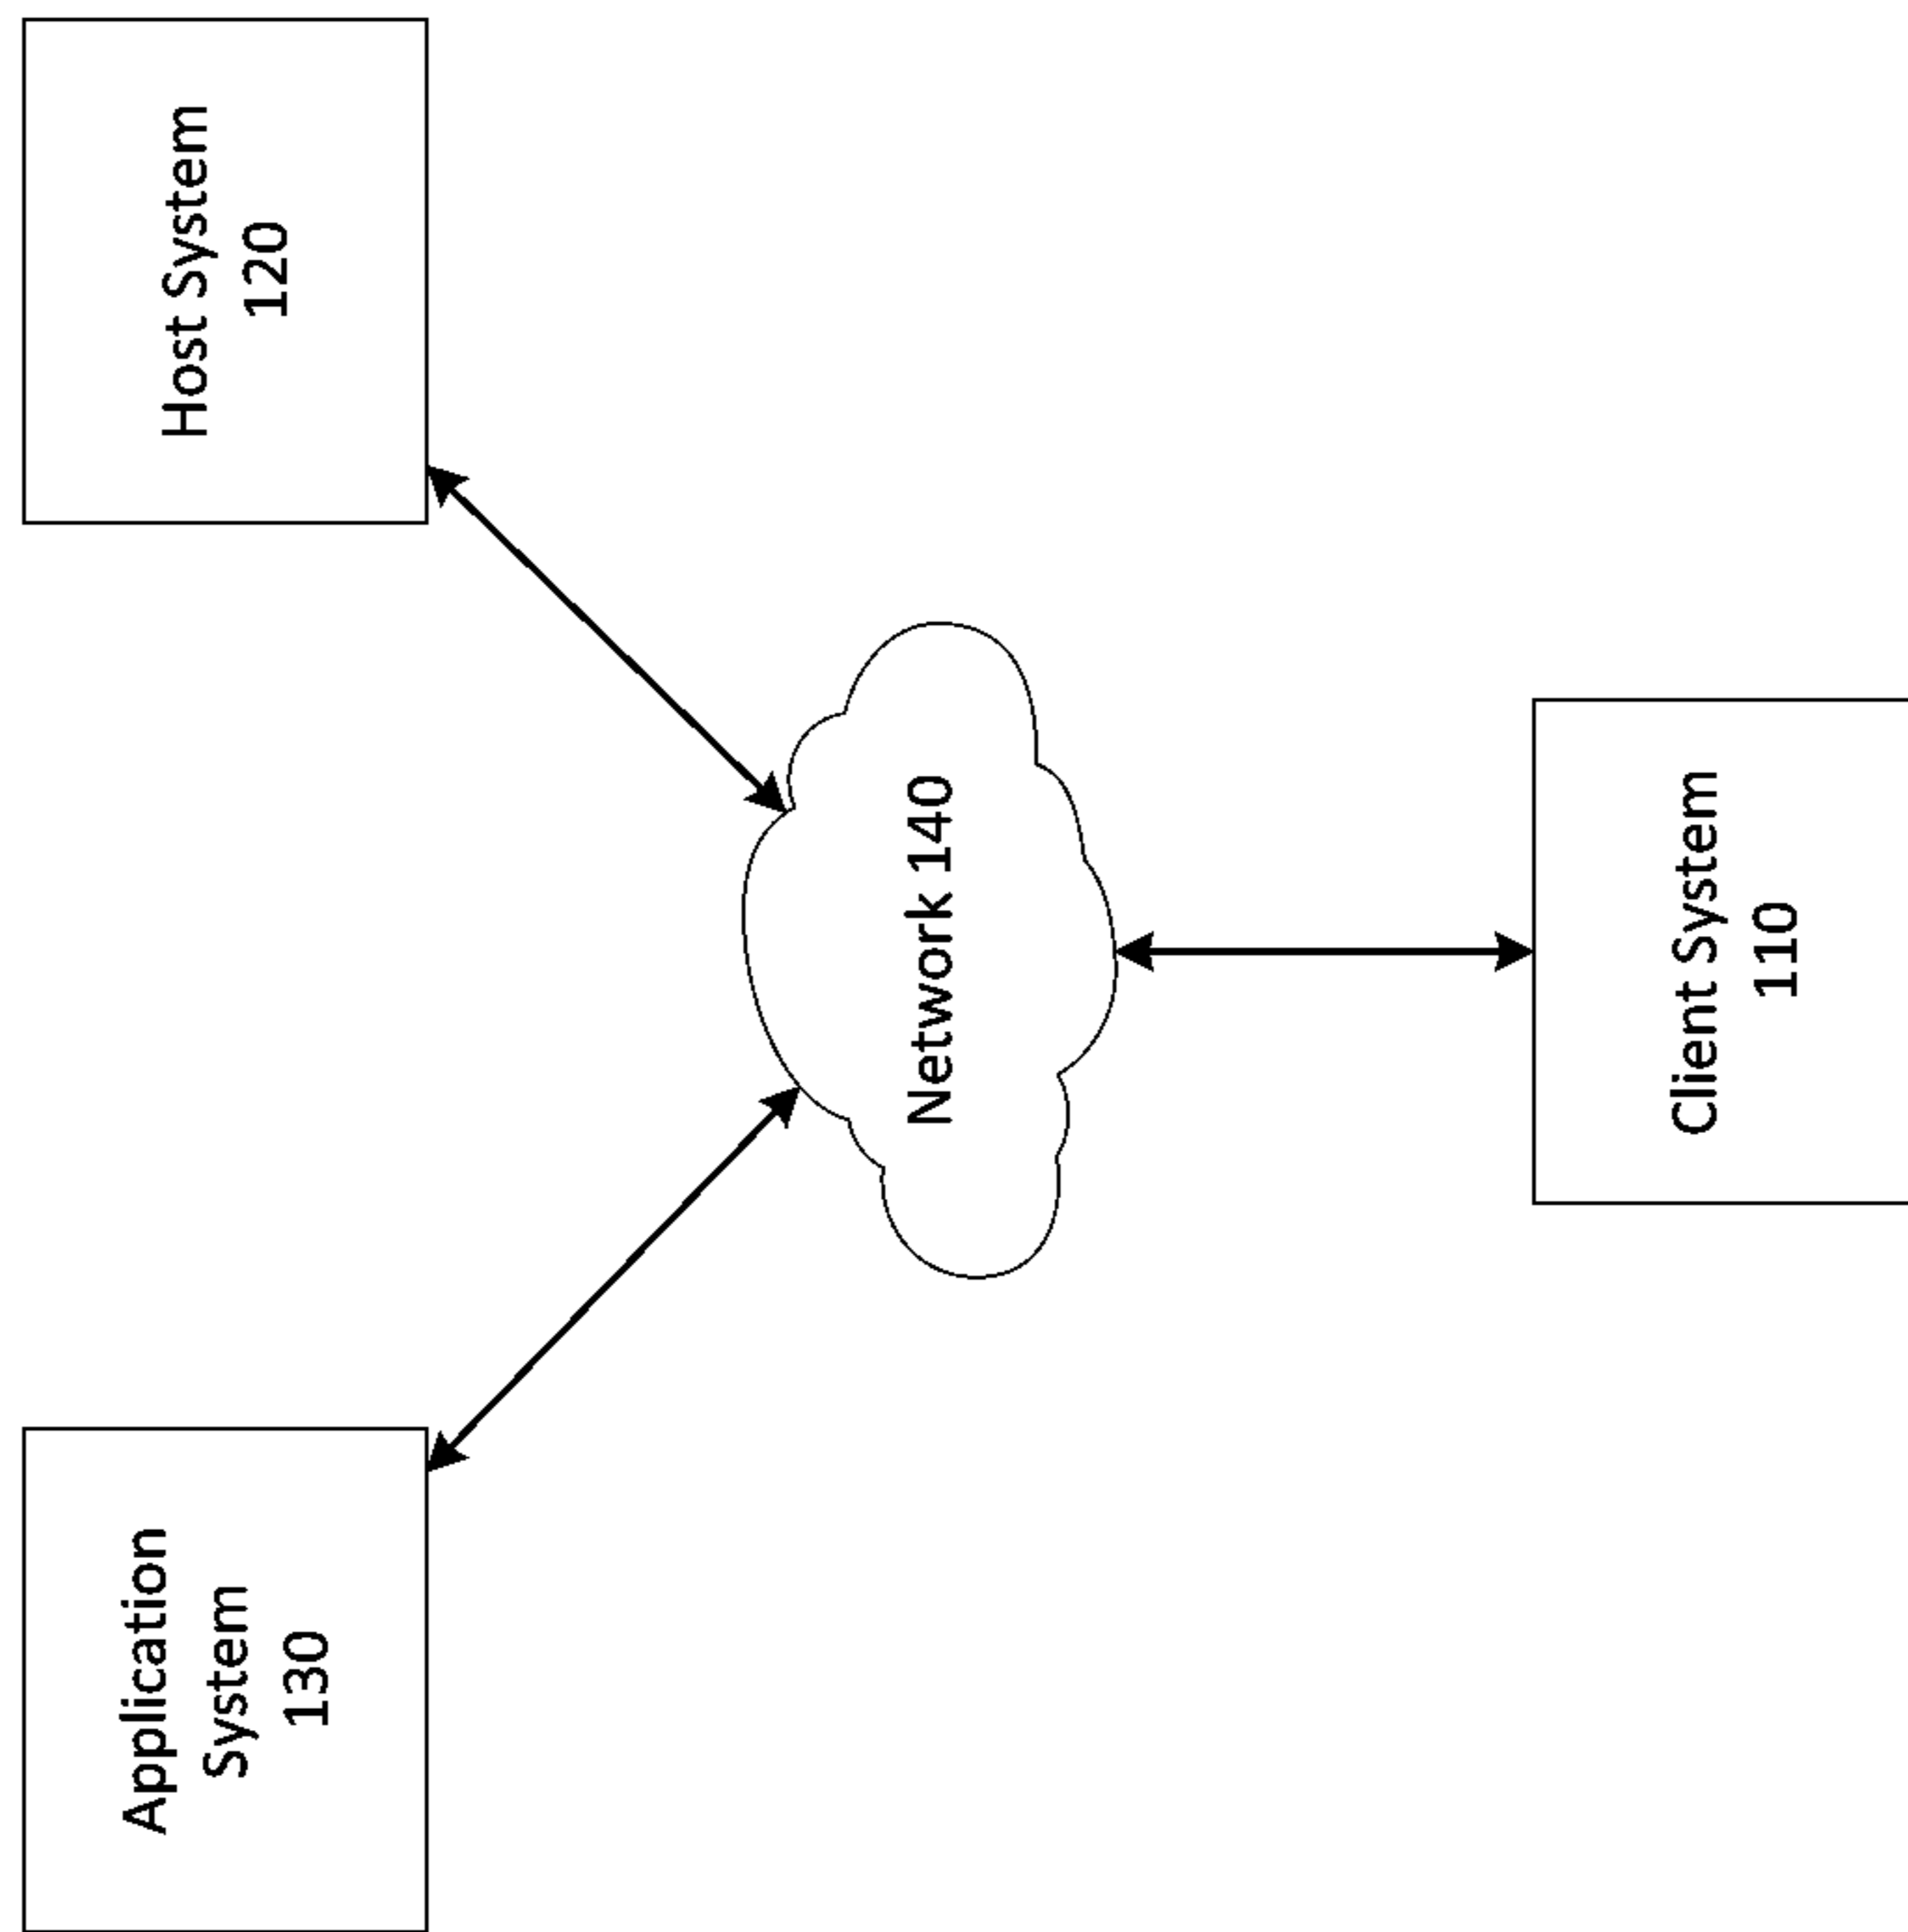 Application
System
130
Host System
120
Network 140
Client System
110